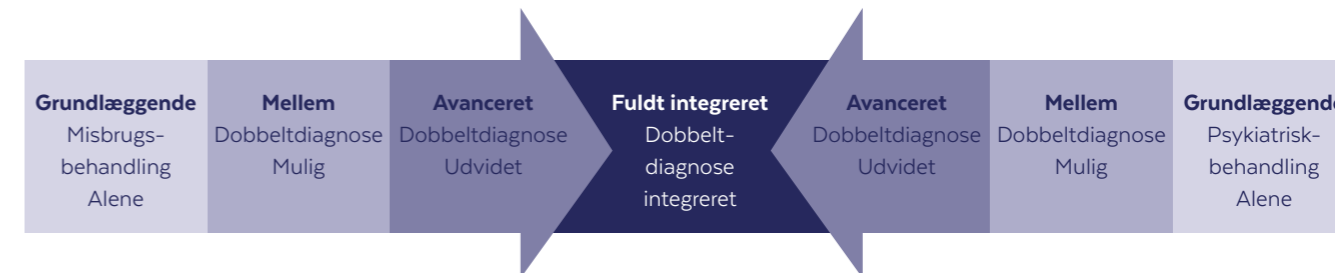 Grundlæggende
Misbrugs-
behandling
Alene
Mellem
Dobbeltdiagnose
Mulig
Avanceret
Dobbeltdiagnose
Udvidet
Fuldt integreret
Dobbelt-
diagnose
integreret
Avanceret
Dobbeltdiagnose
Udvidet
Mellem
Dobbeltdiagnose
Mulig
Grundlæggende
Psykiatrisk-
behandling
Alene